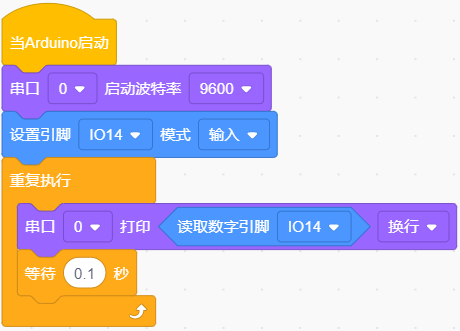 当Arduino启动
串口 0 启动波特率 9600
设置引脚 IO14 模式 输入
重复执行
串口 0 打印 读取数字引脚 IO14 换行
等待 0.1 秒